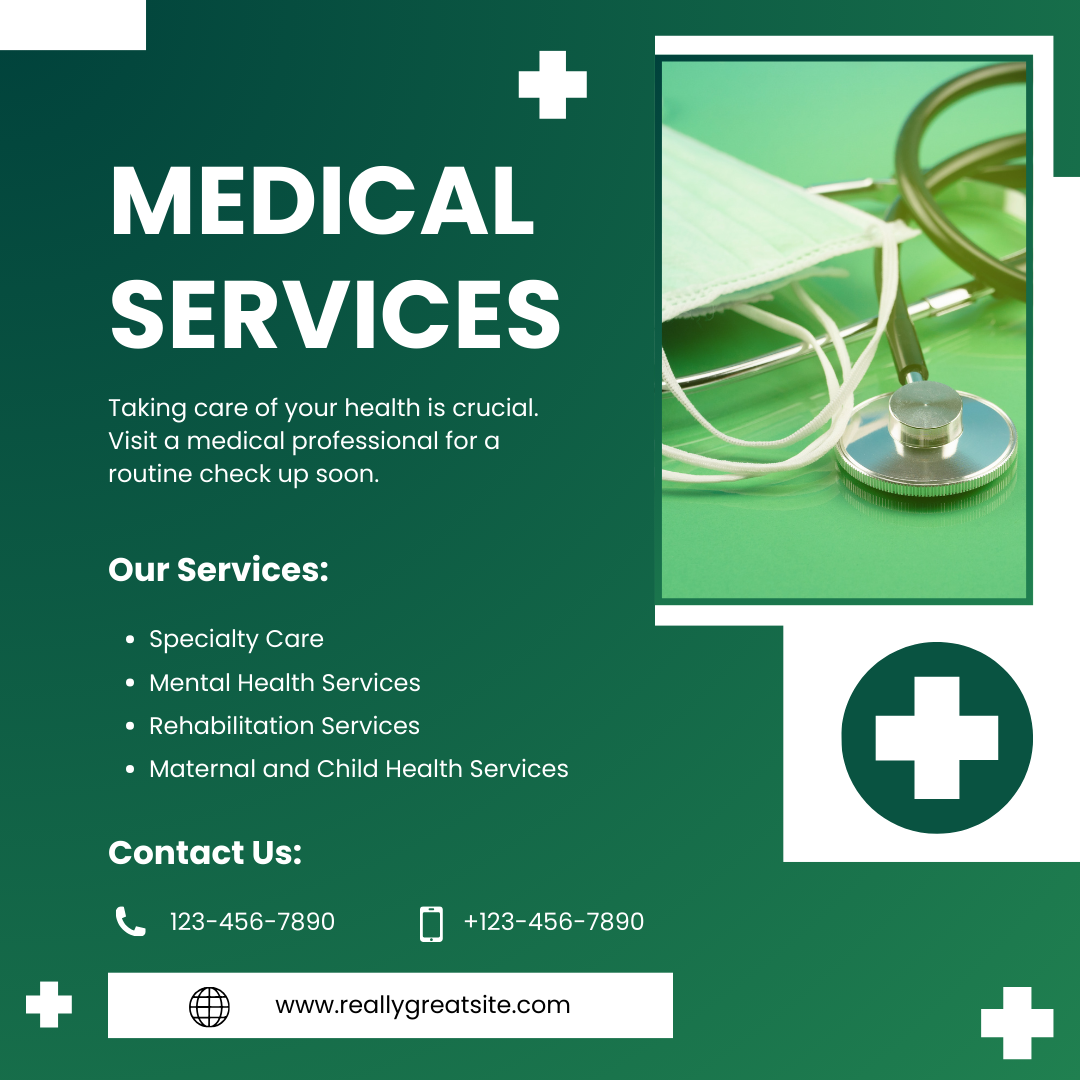 MEDICAL
SERVICES
Taking care of your health is crucial.
Visit a medical professional for a
routine check up soon.
Our Services:
• Specialty Care
• Mental Health Services
• Rehabilitation Services
• Maternal and Child Health Services
Contact Us:
123-456-7890 +123-456-7890
www.reallygreatsite.com